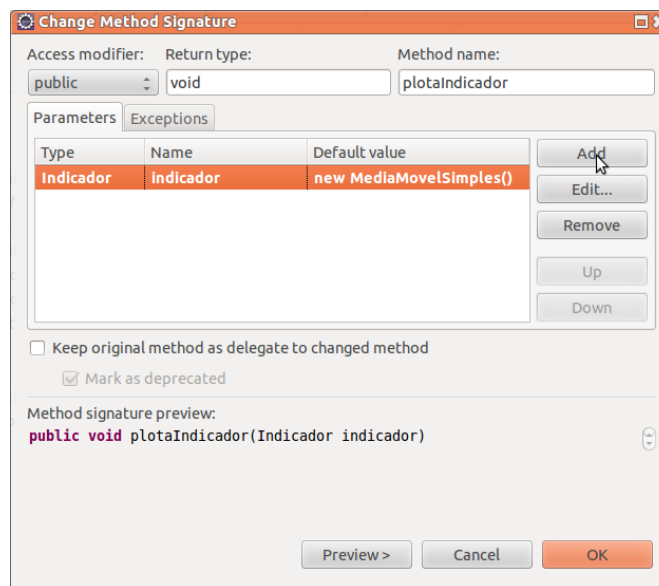 Change Method Signature
Access modifier: Return type: Method name:
public void plotaIndicador
Parameters Exceptions
Type Name Default value
Indicador indicador new MediaMovelSimples()
Add
Edit...
Remove
Up
Down
Keep original method as delegate to changed method
Mark as deprecated
Method signature preview:
public void plotaIndicador(Indicador indicador)
Preview > Cancel OK